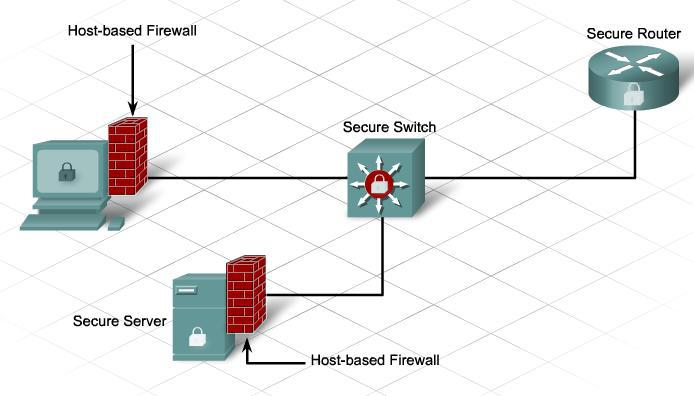 Host-based Firewall
Secure Router
Secure Switch
Secure Server
Host-based Firewall